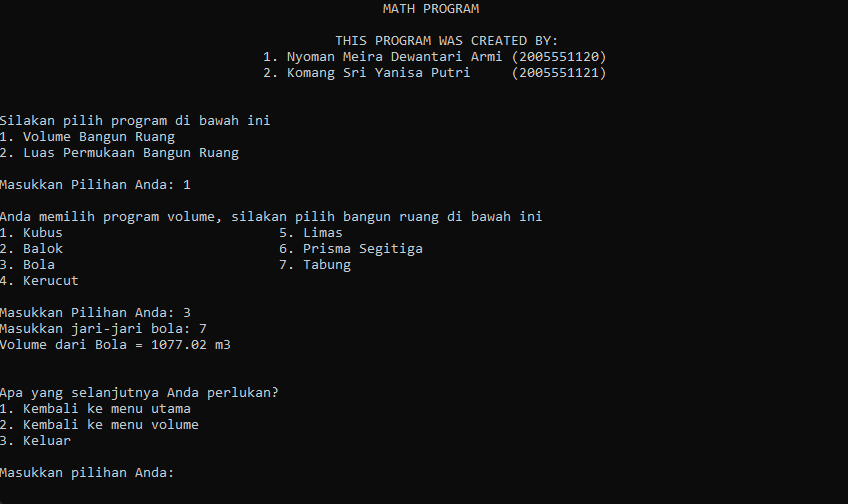 MATH PROGRAM
THIS PROGRAM WAS CREATED BY:
1. Nyoman Meira Dewantari Armi (2005551120)
2. Komang Sri Yanisa Putri     (2005551121)
Silakan pilih program di bawah ini
1. Volume Bangun Ruang
2. Luas Permukaan Bangun Ruang
Masukkan Pilihan Anda: 1
Anda memilih program volume, silakan pilih bangun ruang di bawah ini
1. Kubus                           5. Limas
2. Balok                           6. Prisma Segitiga
3. Bola                            7. Tabung
4. Kerucut
Masukkan Pilihan Anda: 3
Masukkan jari-jari bola: 7
Volume dari Bola = 1077.02 m3
Apa yang selanjutnya Anda perlukan?
1. Kembali ke menu utama
2. Kembali ke menu volume
3. Keluar
Masukkan pilihan Anda: